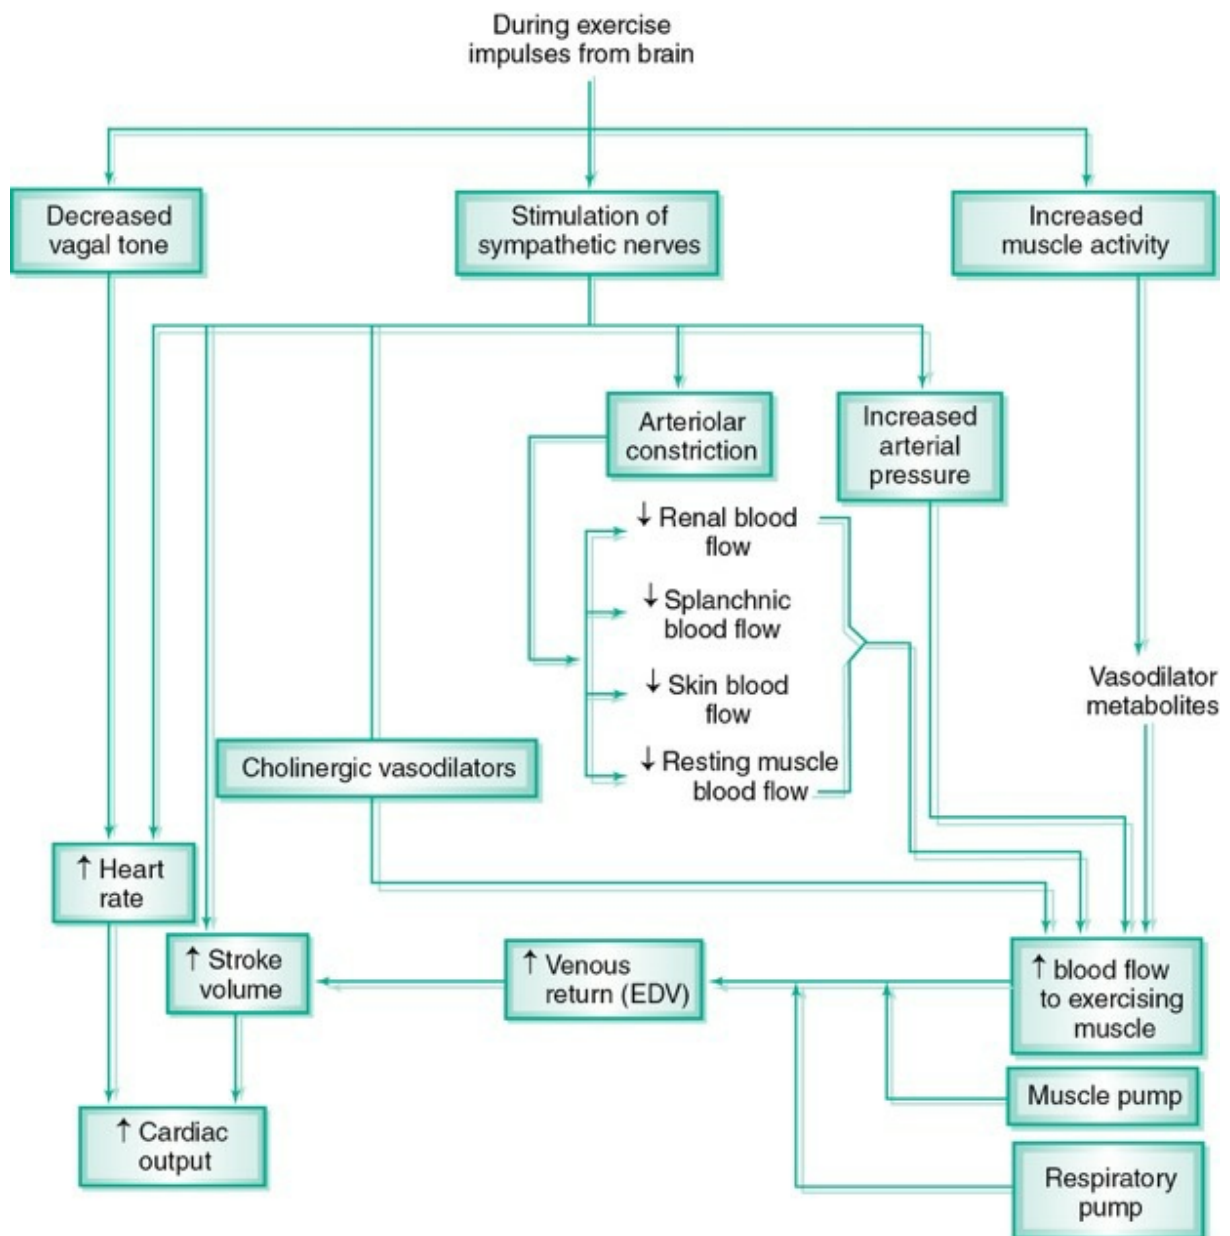 During exercise
impulses from brain
Decreased
vagal tone
Stimulation of
sympathetic nerves
Increased
muscle activity
Arteriolar
constriction
Increased
arterial
pressure
↓ Renal blood
flow
↓ Splanchnic
blood flow
↓ Skin blood
flow
↓ Resting muscle
blood flow
Vasodilator
metabolites
Cholinergic vasodilators
↑ Heart
rate
↑ Stroke
volume
↑ Venous
return (EDV)
↑ blood flow
to exercising
muscle
Muscle pump
↑ Cardiac
output
Respiratory
pump